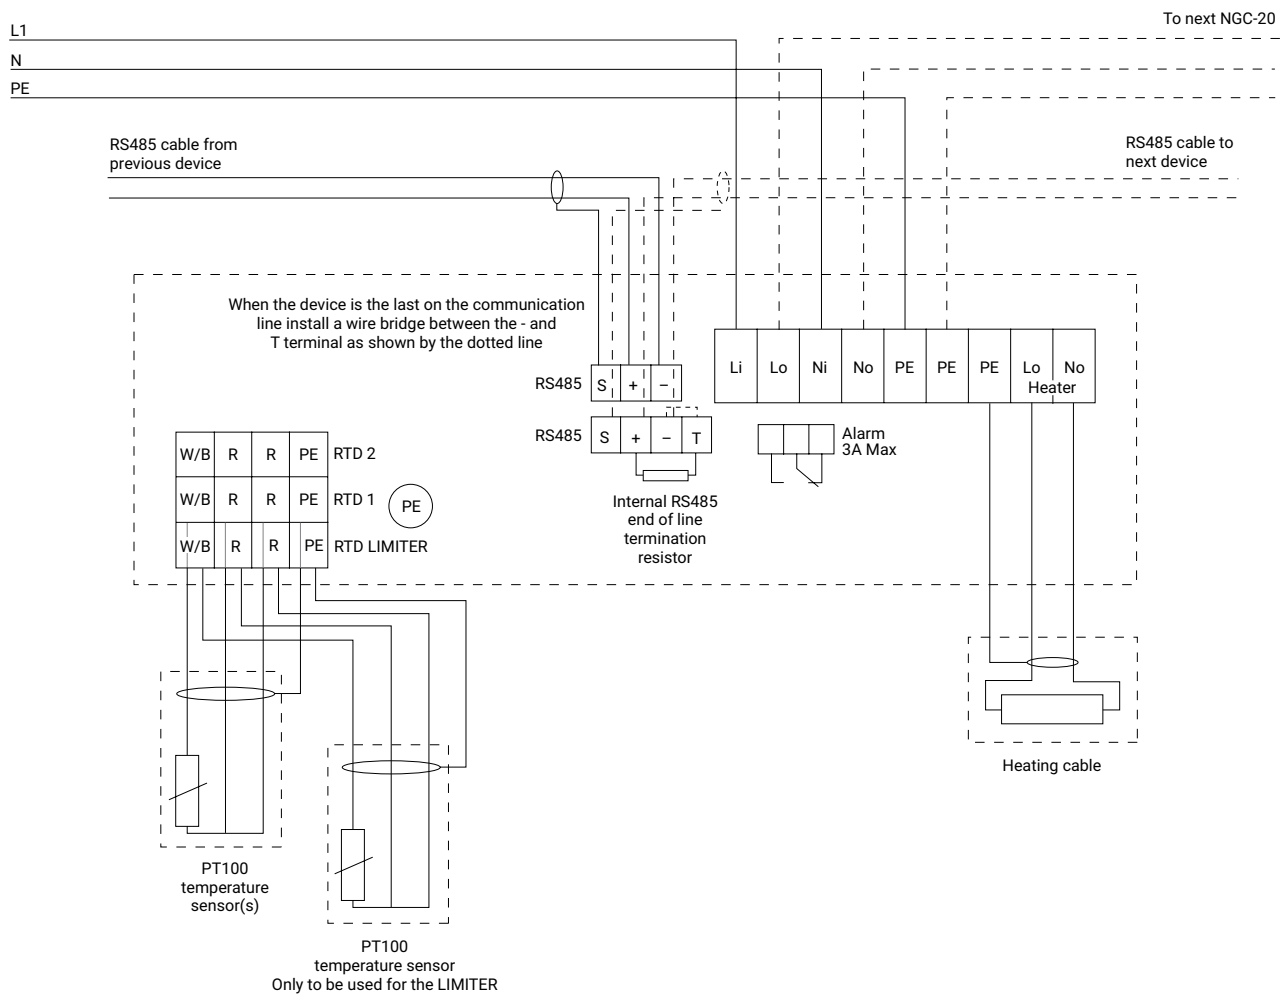 To next NGC-20
L1
N
PE
RS485 cable from
previous device
RS485 cable to
next device
When the device is the last on the communication
line install a wire bridge between the - and
T terminal as shown by the dotted line
Li Lo Ni No PE PE PE Lo No
Heater
RS485 S + –
RS485 S + – T
Alarm
3A Max
W/B R R PE RTD 2
W/B R R PE RTD 1
PE
W/B R R PE RTD LIMITER
Internal RS485
end of line
termination
resistor
Heating cable
PT100
temperature
sensor(s)
PT100
temperature sensor
Only to be used for the LIMITER